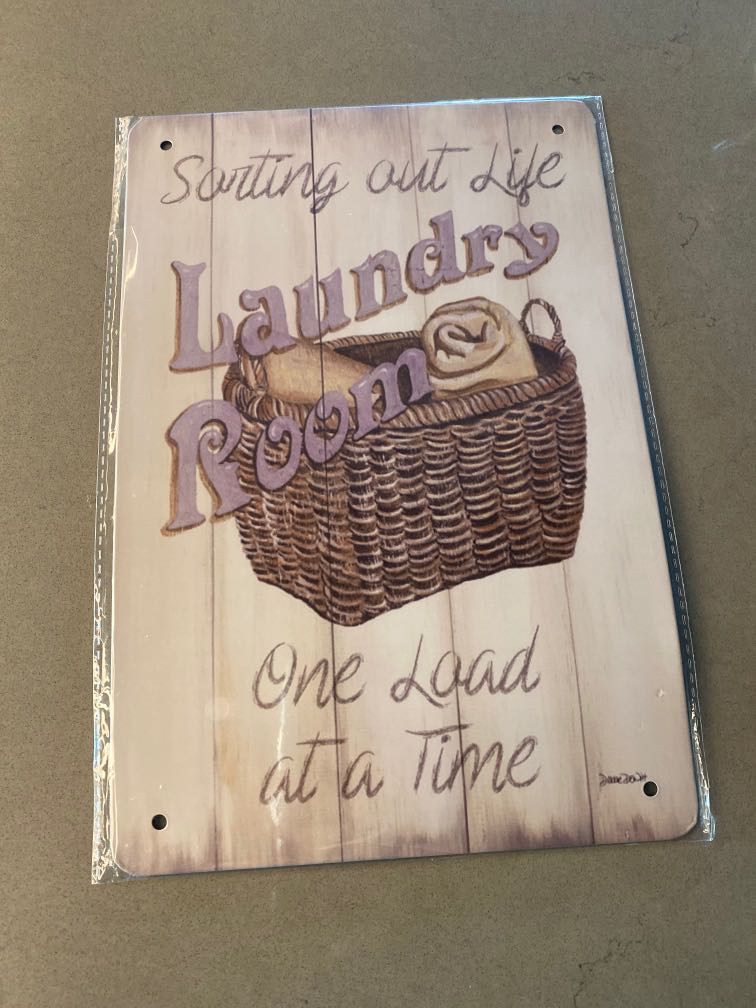 Sorting out Life
Laundry
Room
One Load
at a Time